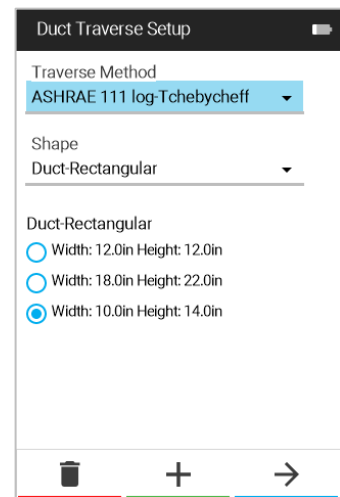 Duct Traverse Setup
Traverse Method
ASHRAE 111 log-Tchebycheff
Shape
Duct-Rectangular
Duct-Rectangular
Width: 12.0in Height: 12.0in
Width: 18.0in Height: 22.0in
Width: 10.0in Height: 14.0in